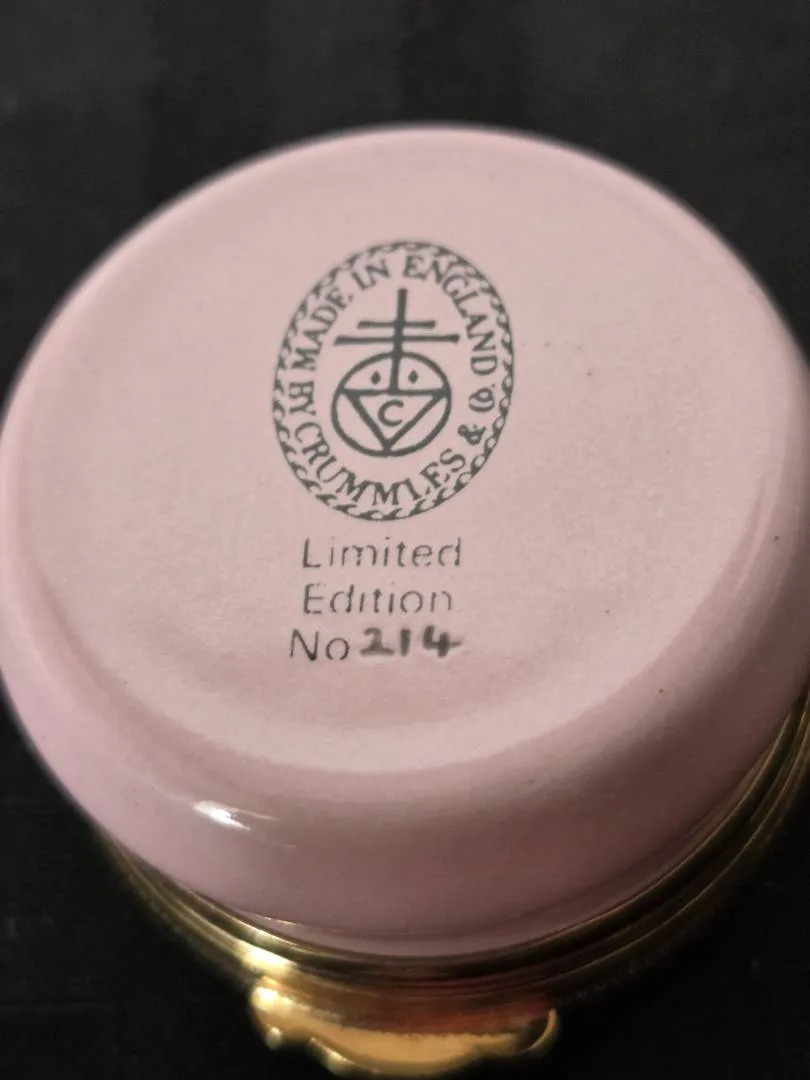 MADE IN ENGLAND BY CRUMMLES & Co.
C
Limited
Edition
No 214